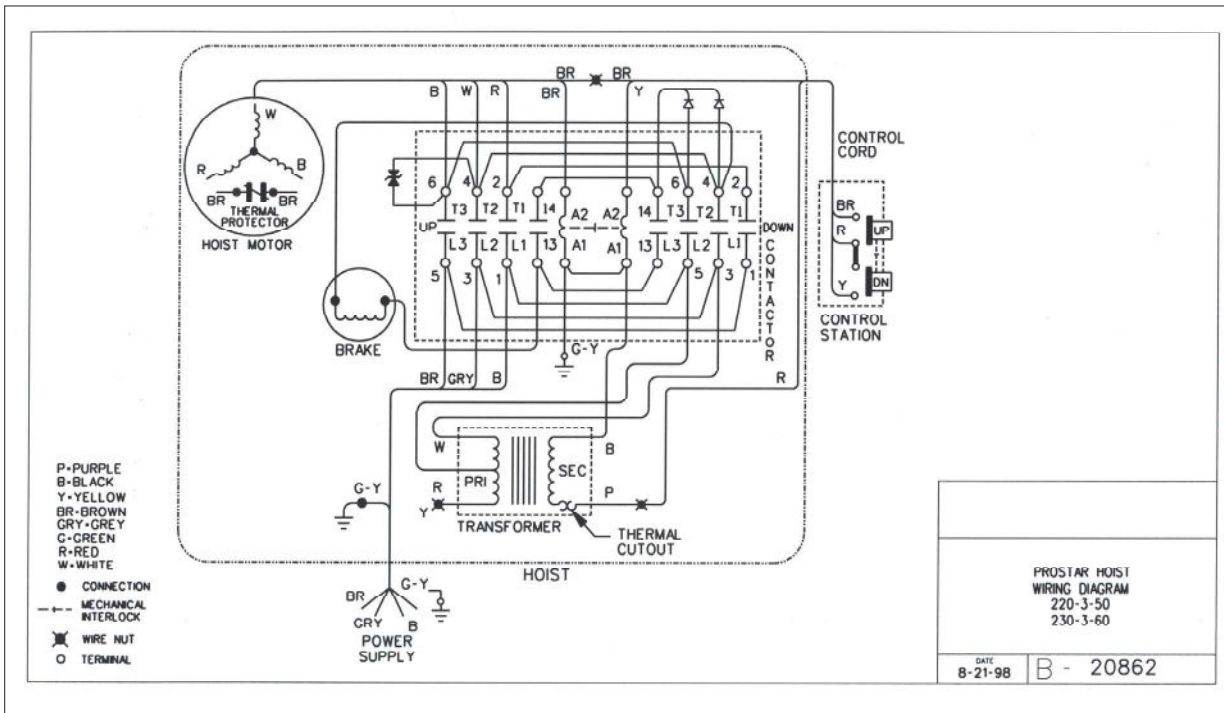 BR BR
B W R BR Y
W
R B
BR BR
THERMAL
PROTECTOR
HOIST MOTOR
CONTROL
CORD
6 4 2 14 A2 A2 14 6 4 2
T3 T2 T1 T3 T2 T1
UP DOWN
L3 L2 L1 13 A1 A1 13 L3 L2 L1
5 3 1 5 3 1
CONTACTOR
BR
R UP
Y DN
CONTROL
STATION
BRAKE
G-Y
BR GRY B R
W B
PRI SEC
R P
Y
TRANSFORMER
THERMAL
CUTOUT
G-Y
HOIST
P-PURPLE
B-BLACK
Y-YELLOW
BR-BROWN
GRY-GREY
G-GREEN
R-RED
W-WHITE
CONNECTION
MECHANICAL
INTERLOCK
WIRE NUT
TERMINAL
G-Y
BR
GRY B
POWER
SUPPLY
PROSTAR HOIST
WIRING DIAGRAM
220-3-50
230-3-60
DATE
8-21-98 B - 20862